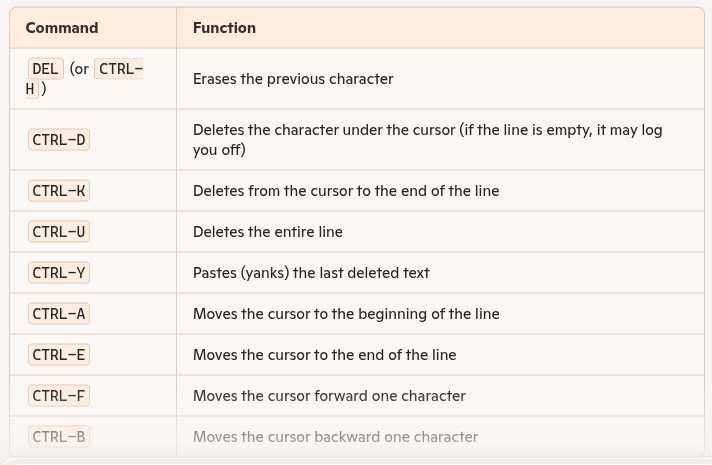 Command Function
DEL (or CTRL-
H) Erases the previous character
CTRL-D Deletes the character under the cursor (if the line is empty, it may log
you off)
CTRL-K Deletes from the cursor to the end of the line
CTRL-U Deletes the entire line
CTRL-Y Pastes (yanks) the last deleted text
CTRL-A Moves the cursor to the beginning of the line
CTRL-E Moves the cursor to the end of the line
CTRL-F Moves the cursor forward one character
CTRL-B Moves the cursor backward one character